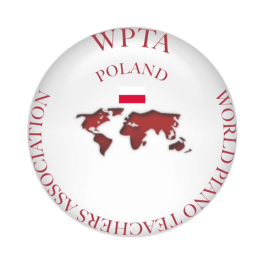 WPTA
POLAND
WORLD PIANO TEACHERS ASSOCIATION